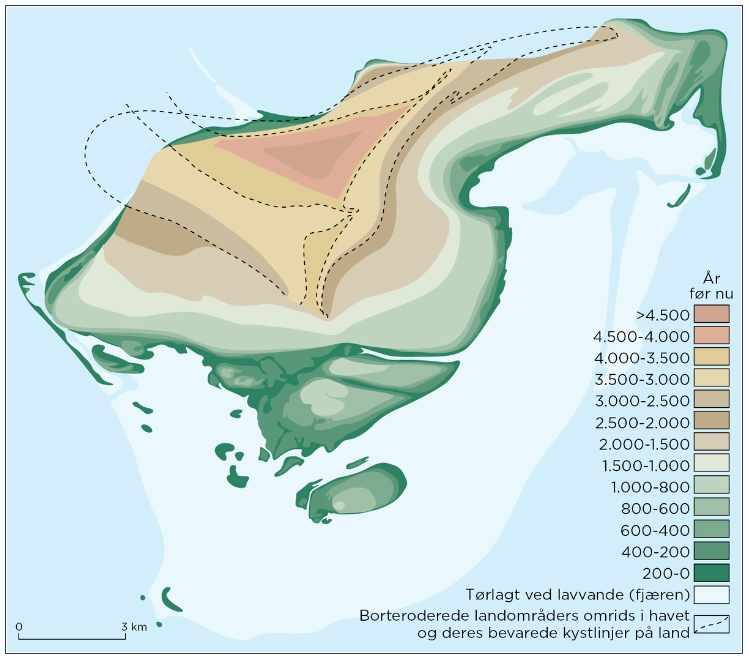 År
før nu
>4.500
4.500-4.000
4.000-3.500
3.500-3.000
3.000-2.500
2.500-2.000
2.000-1.500
1.500-1.000
1.000-800
800-600
600-400
400-200
200-0
Tørlagt ved lavvande (fjæren)
Borteroderede landområders omrids i havet
og deres bevarede kystlinjer på land
0 3 km